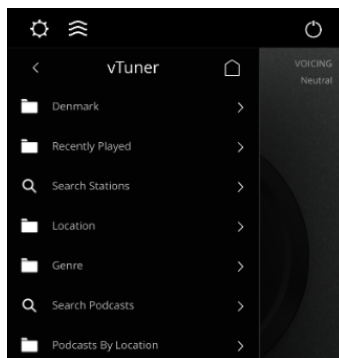 vTuner
VOICING
Neutral
Denmark
Recently Played
Search Stations
Location
Genre
Search Podcasts
Podcasts By Location